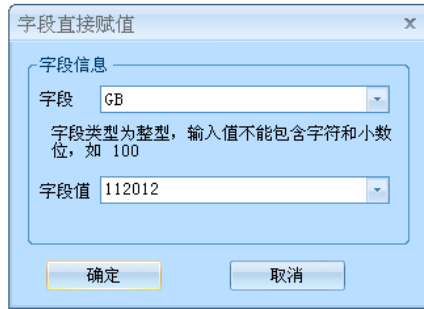 字段直接赋值
字段信息
字段 GB
字段类型为整型，输入值不能包含字符和小数
位，如 100
字段值 112012
确定 取消